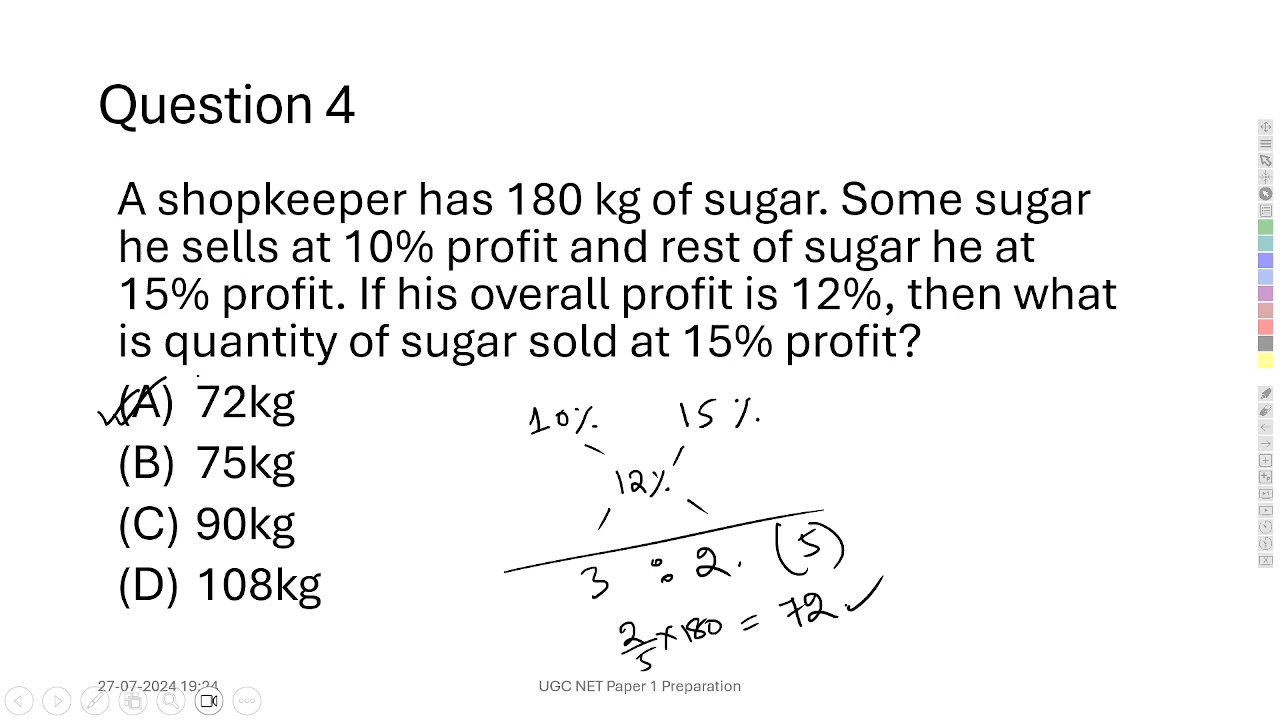 Question 4
A shopkeeper has 180 kg of sugar. Some sugar
he sells at 10% profit and rest of sugar he at
15% profit. If his overall profit is 12%, then what
is quantity of sugar sold at 15% profit?
(A) 72kg
(B) 75kg
(C) 90kg
(D) 108kg
10% 15%.
12%
3 : 2. (5)
2/5 × 180 = 72 ✓
27-07-2024 19:24
UGC NET Paper 1 Preparation